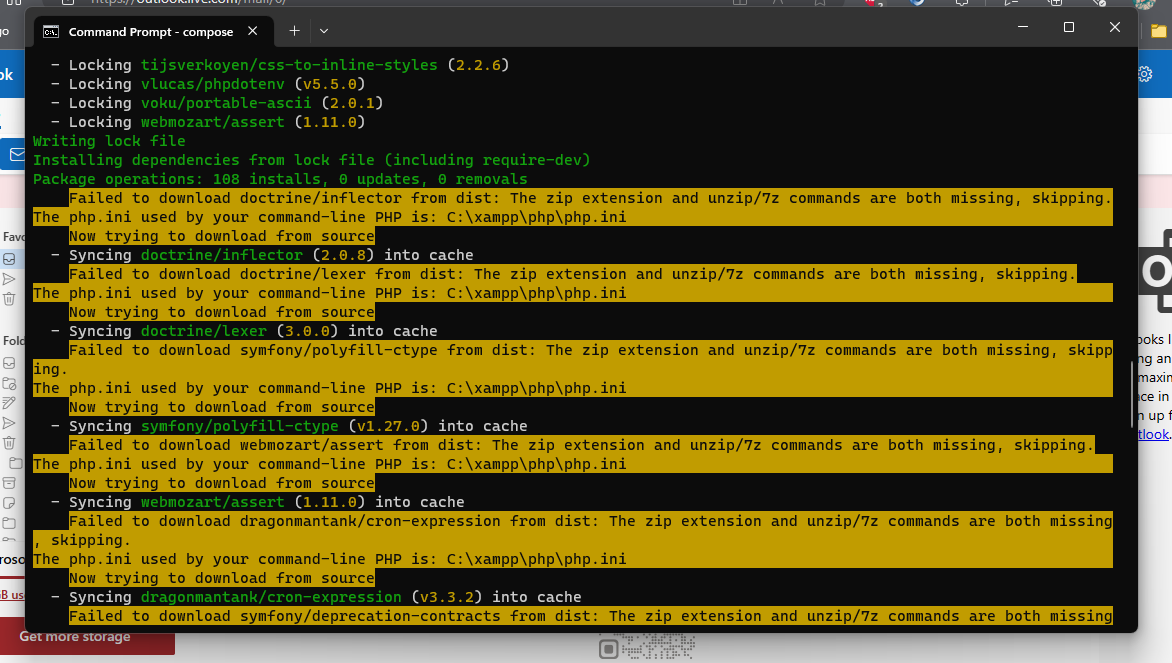 https://outlook.live.com/mail/0/
Command Prompt - compose
- Locking tijsverkoyen/css-to-inline-styles (2.2.6)
- Locking vlucas/phpdotenv (v5.5.0)
- Locking voku/portable-ascii (2.0.1)
- Locking webmozart/assert (1.11.0)
Writing lock file
Installing dependencies from lock file (including require-dev)
Package operations: 108 installs, 0 updates, 0 removals
Failed to download doctrine/inflector from dist: The zip extension and unzip/7z commands are both missing, skipping.
The php.ini used by your command-line PHP is: C:\xampp\php\php.ini
Now trying to download from source
- Syncing doctrine/inflector (2.0.8) into cache
Failed to download doctrine/lexer from dist: The zip extension and unzip/7z commands are both missing, skipping.
The php.ini used by your command-line PHP is: C:\xampp\php\php.ini
Now trying to download from source
- Syncing doctrine/lexer (3.0.0) into cache
Failed to download symfony/polyfill-ctype from dist: The zip extension and unzip/7z commands are both missing, skipp
ing.
The php.ini used by your command-line PHP is: C:\xampp\php\php.ini
Now trying to download from source
- Syncing symfony/polyfill-ctype (v1.27.0) into cache
Failed to download webmozart/assert from dist: The zip extension and unzip/7z commands are both missing, skipping.
The php.ini used by your command-line PHP is: C:\xampp\php\php.ini
Now trying to download from source
- Syncing webmozart/assert (1.11.0) into cache
Failed to download dragonmantank/cron-expression from dist: The zip extension and unzip/7z commands are both missing
, skipping.
The php.ini used by your command-line PHP is: C:\xampp\php\php.ini
Now trying to download from source
- Syncing dragonmantank/cron-expression (v3.3.2) into cache
Failed to download symfony/deprecation-contracts from dist: The zip extension and unzip/7z commands are both missing
ok
Favo
Fold
rosо
GB us
Get more storage
ooks l
ng an
maxim
ice in
n up f
tlook.